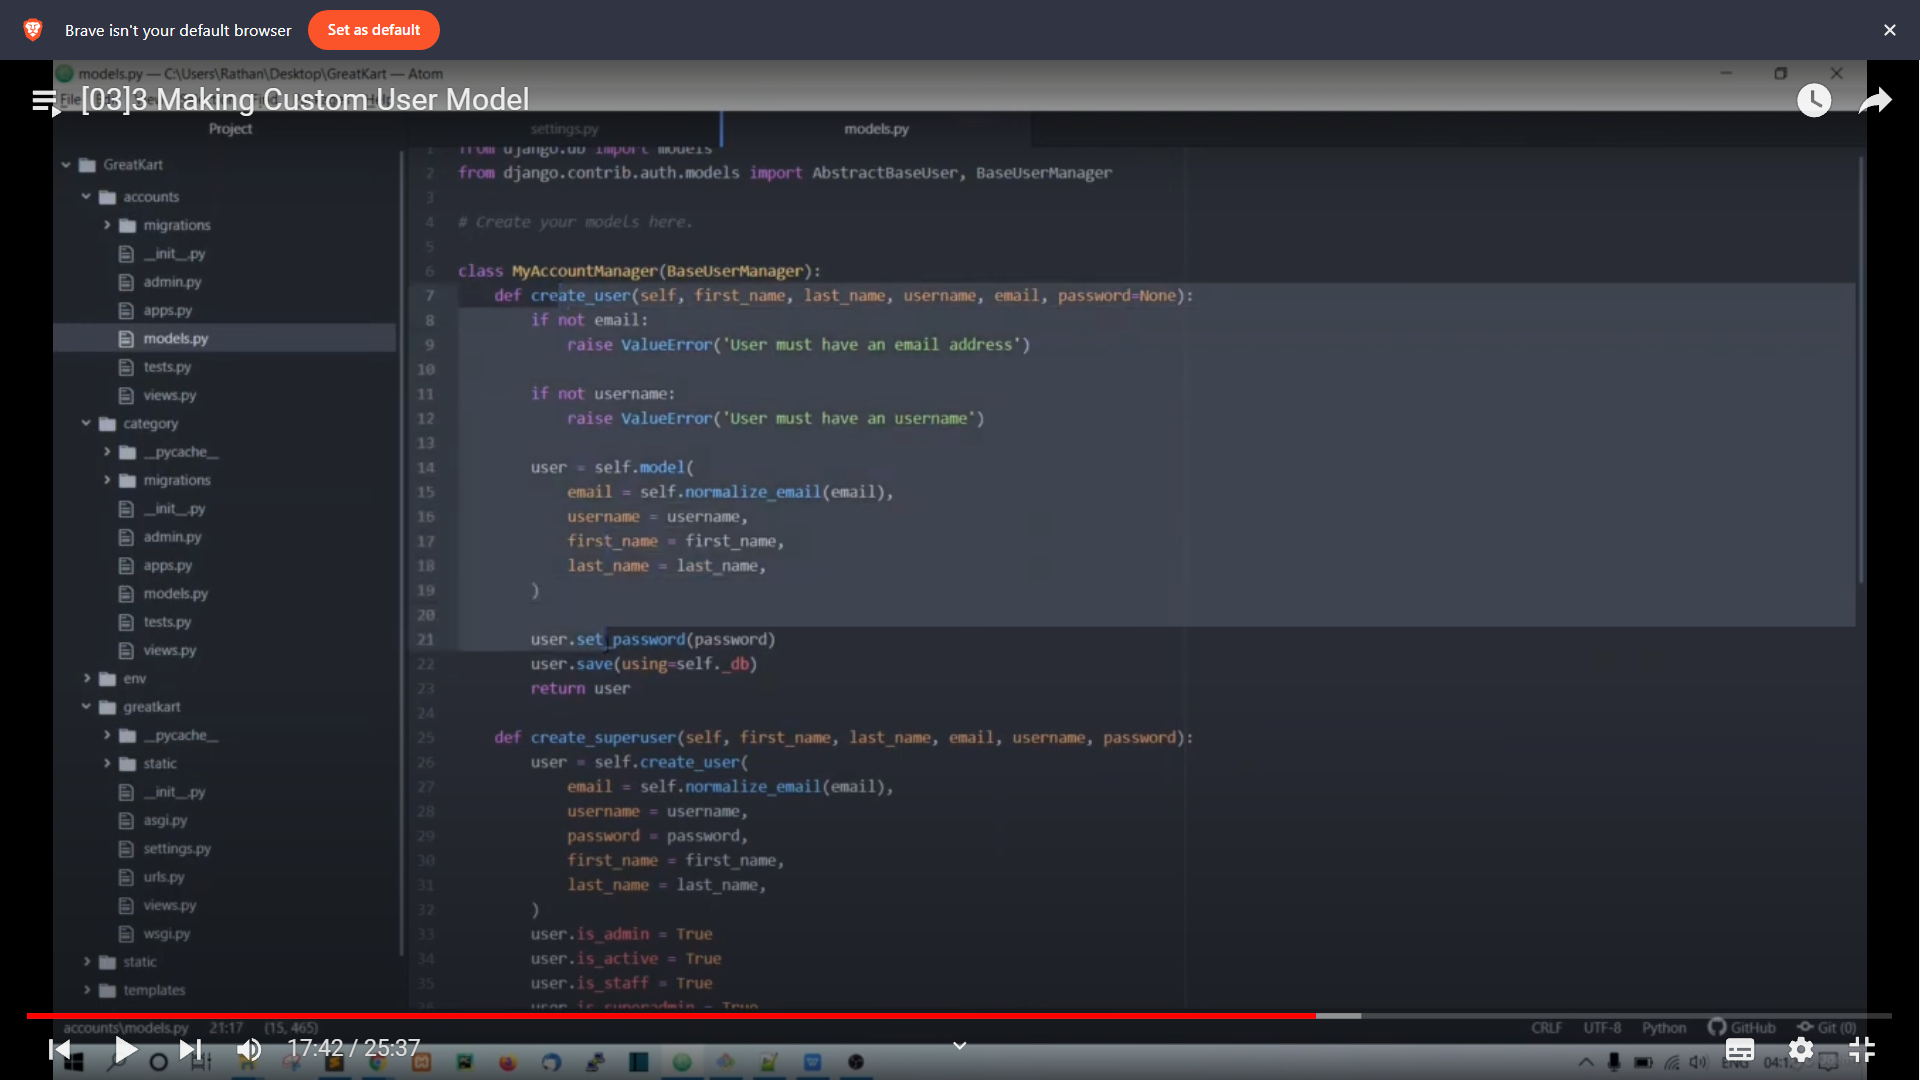 Brave isn't your default browser
Set as default
models.py — C:\Users\Rathan\Desktop\GreatKart — Atom
[03]3 Making Custom User Model
Project
settings.py
models.py
GreatKart
accounts
migrations
__init__.py
admin.py
apps.py
models.py
tests.py
views.py
category
__pycache__
migrations
__init__.py
admin.py
apps.py
models.py
tests.py
views.py
env
greatkart
__pycache__
static
__init__.py
asgi.py
settings.py
urls.py
views.py
wsgi.py
static
templates
1 from django.db import models
2 from django.contrib.auth.models import AbstractBaseUser, BaseUserManager
3
4 # Create your models here.
5
6 class MyAccountManager(BaseUserManager):
7 def create_user(self, first_name, last_name, username, email, password=None):
8 if not email:
9 raise ValueError('User must have an email address')
10
11 if not username:
12 raise ValueError('User must have an username')
13
14 user = self.model(
15 email = self.normalize_email(email),
16 username = username,
17 first_name = first_name,
18 last_name = last_name,
19 )
20
21 user.set_password(password)
22 user.save(using=self._db)
23 return user
24
25 def create_superuser(self, first_name, last_name, email, username, password):
26 user = self.create_user(
27 email = self.normalize_email(email),
28 username = username,
29 password = password,
30 first_name = first_name,
31 last_name = last_name,
32 )
33 user.is_admin = True
34 user.is_active = True
35 user.is_staff = True
36 user.is_superadmin = True
accounts\models.py 21:17 (15, 465)
CRLF UTF-8 Python GitHub Git (0)
17:42 / 25:37
ENG